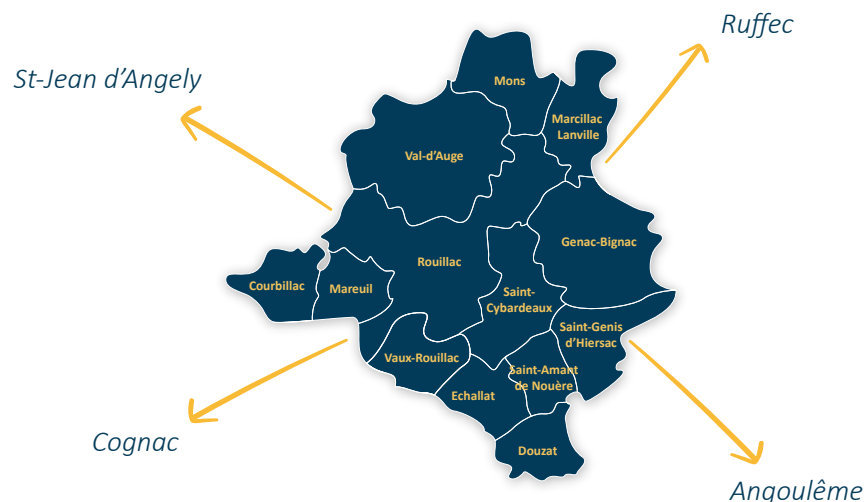 Ruffec
St-Jean d'Angely
Mons
Marcillac
Lanville
Val-d'Auge
Genac-Bignac
Rouillac
Courbillac
Mareuil
Saint-
Cybardeaux
Saint-Genis
d'Hiersac
Vaux-Rouillac
Saint-Amant
de Nouère
Echallat
Douzat
Cognac
Angoulême